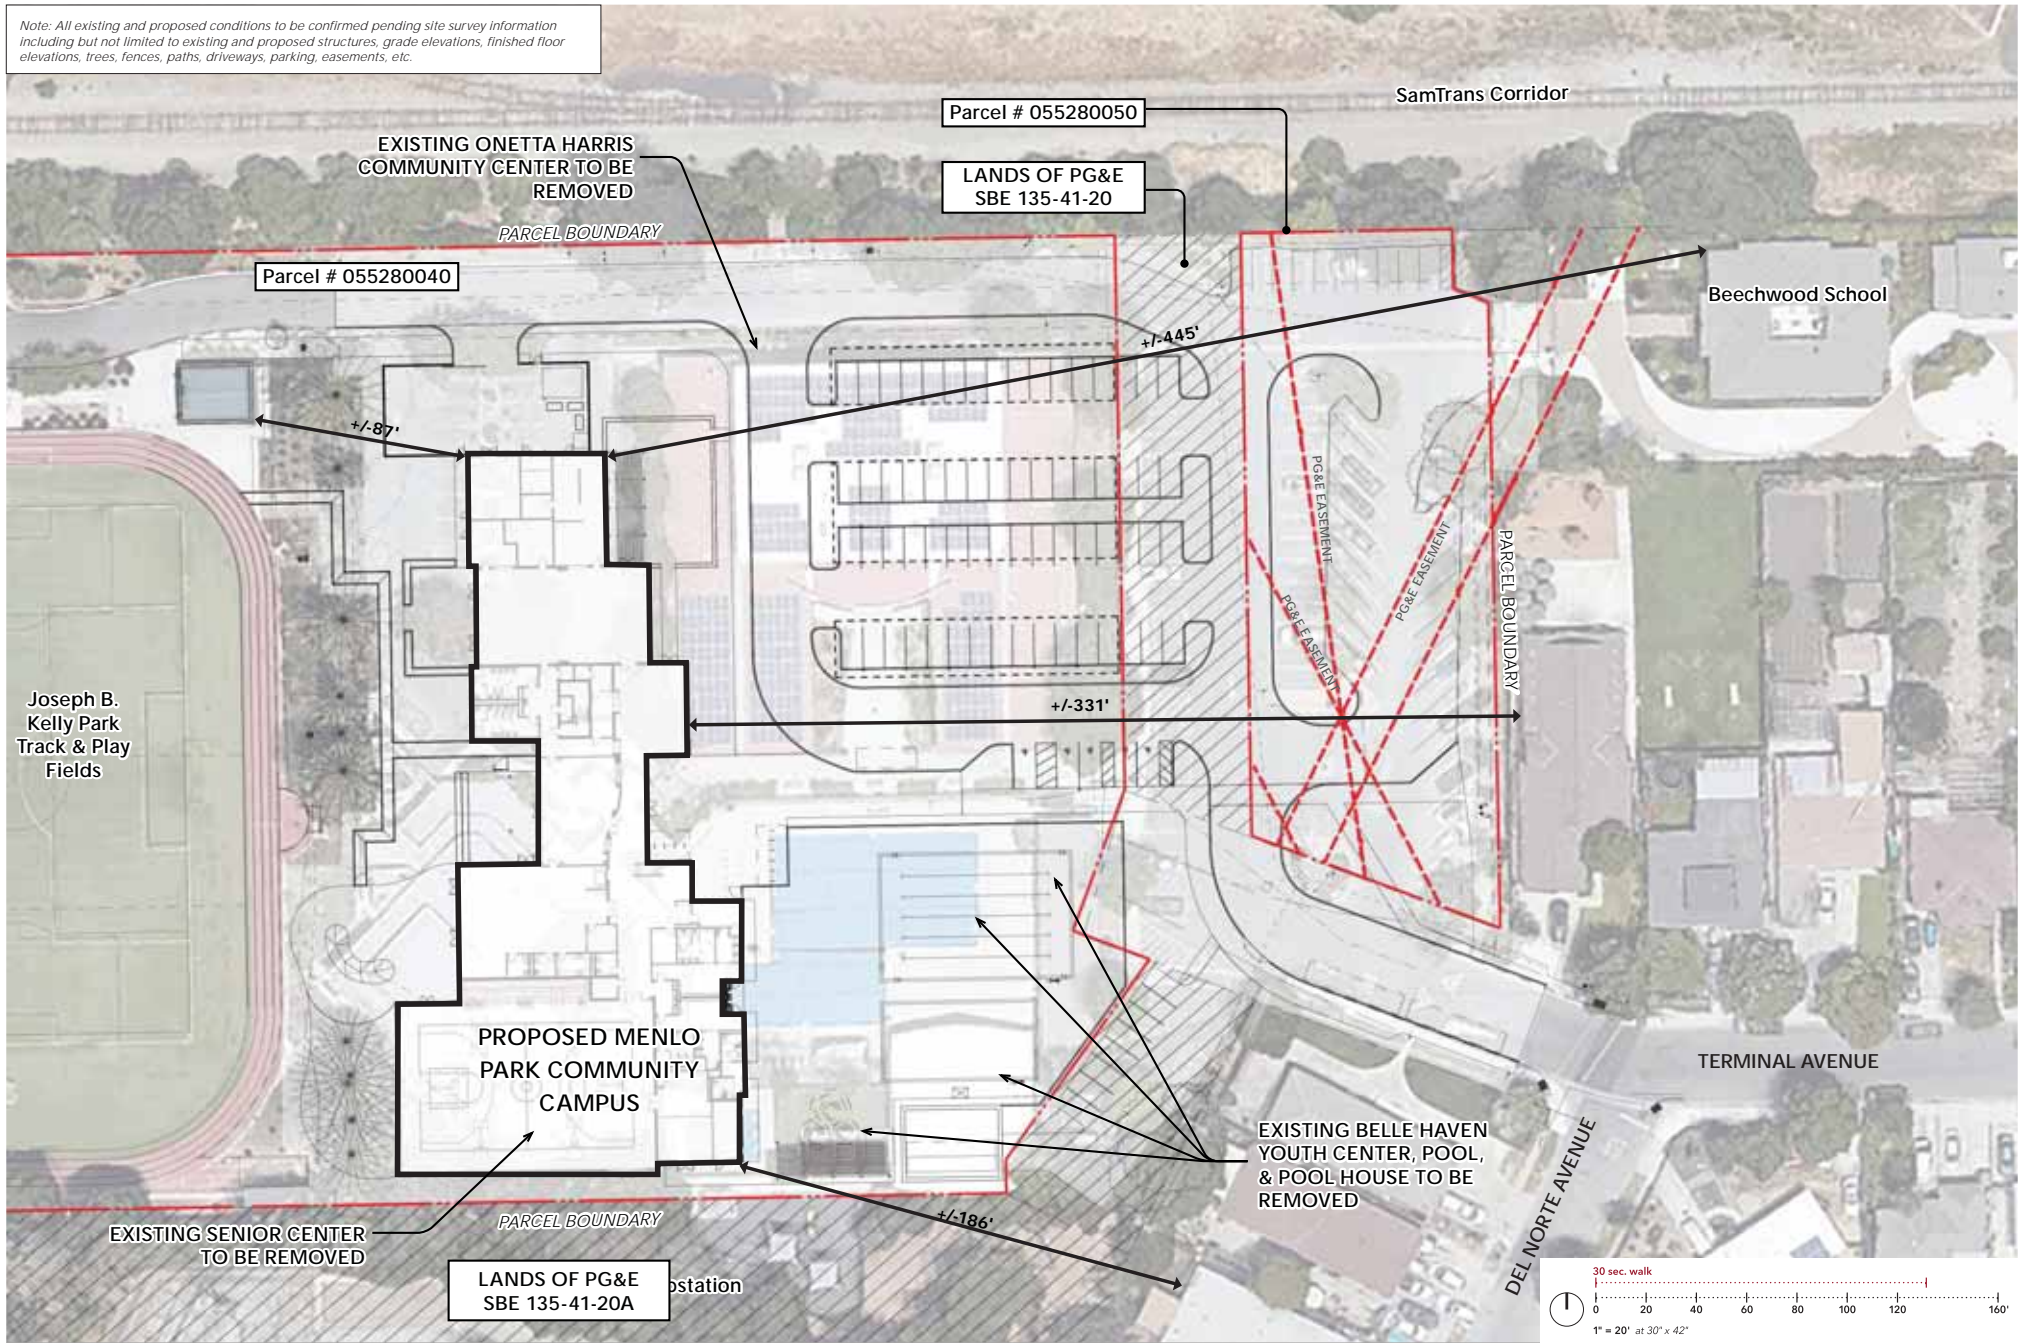 Note: All existing and proposed conditions to be confirmed pending site survey information
including but not limited to existing and proposed structures, grade elevations, finished floor
elevations, trees, fences, paths, driveways, parking, easements, etc.
SamTrans Corridor
Parcel # 055280050
EXISTING ONETTA HARRIS
COMMUNITY CENTER TO BE
REMOVED
LANDS OF PG&E
SBE 135-41-20
PARCEL BOUNDARY
Parcel # 055280040
Beechwood School
+/-445'
+/-87'
PG&E EASEMENT
PG&E EASEMENT
PG&E EASEMENT
PARCEL BOUNDARY
Joseph B.
Kelly Park
Track & Play
Fields
+/-331'
PROPOSED MENLO
PARK COMMUNITY
CAMPUS
TERMINAL AVENUE
EXISTING BELLE HAVEN
YOUTH CENTER, POOL,
& POOL HOUSE TO BE
REMOVED
DEL NORTE AVENUE
PARCEL BOUNDARY
+/-186'
EXISTING SENIOR CENTER
TO BE REMOVED
LANDS OF PG&E
SBE 135-41-20A
ostation
30 sec. walk
0 20 40 60 80 100 120 160'
1" = 20' at 30" x 42"